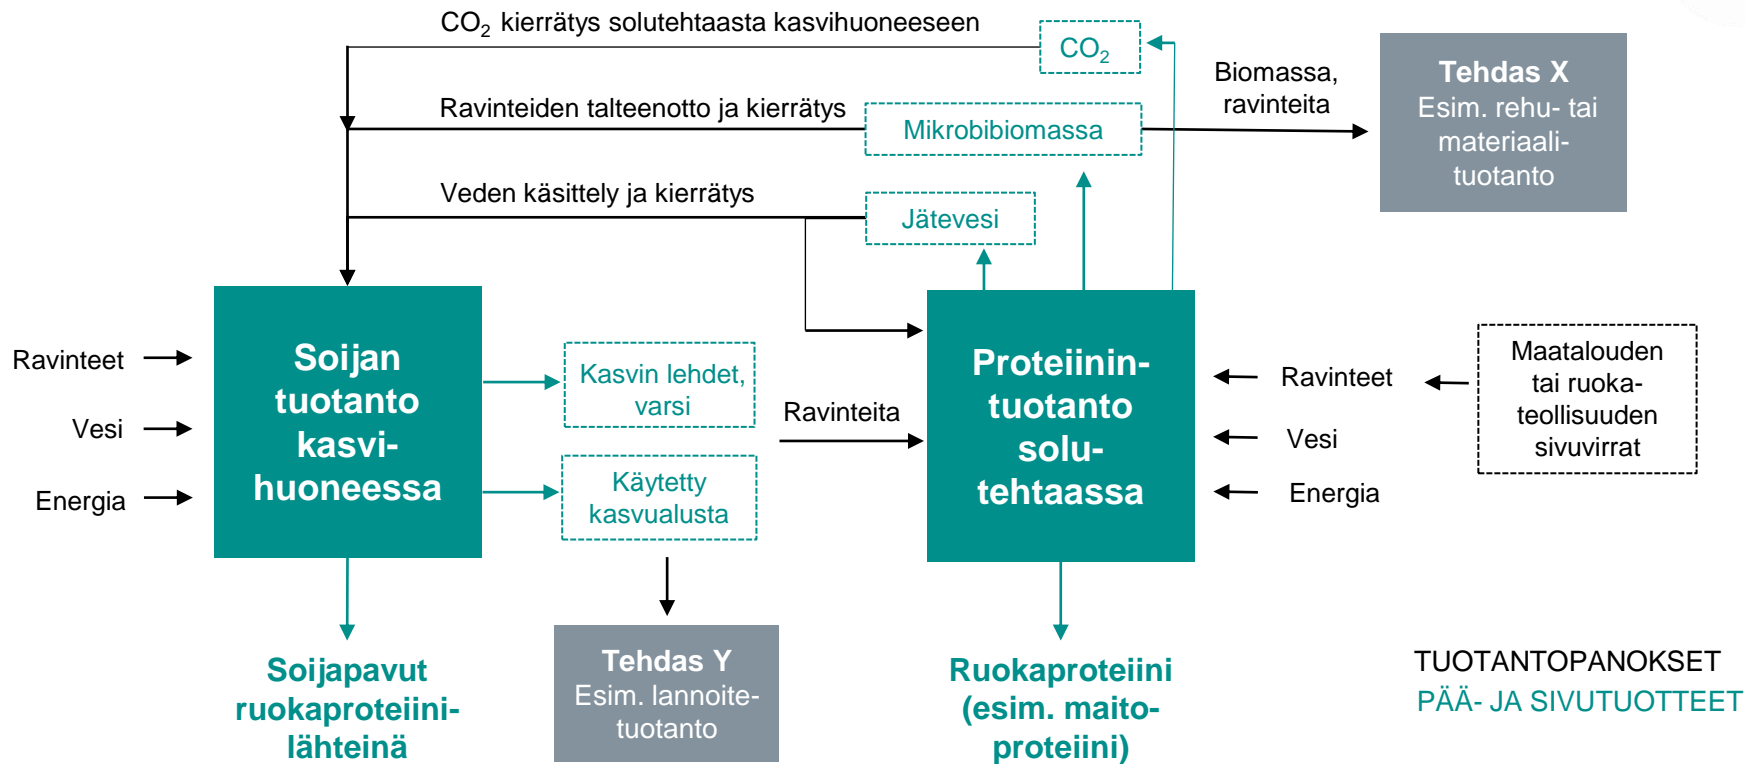 CO₂ kierrätys solutehtaasta kasvihuoneeseen
CO₂
Biomassa,
ravinteita
Tehdas X
Esim. rehu- tai
materiaali-
tuotanto
Ravinteiden talteenotto ja kierrätys
Mikrobibiomassa
Veden käsittely ja kierrätys
Jätevesi
Ravinteet
Vesi
Energia
Soijan
tuotanto
kasvi-
huoneessa
Kasvin lehdet,
varsi
Käytetty
kasvualusta
Ravinteita
Proteiinin-
tuotanto
solu-
tehtaassa
Ravinteet
Vesi
Energia
Maatalouden
tai ruoka-
teollisuuden
sivuvirrat
Soijapavut
ruokaproteiini-
lähteinä
Tehdas Y
Esim. lannoite-
tuotanto
Ruokaproteiini
(esim. maito-
proteiini)
TUOTANTOPANOKSET
PÄÄ- JA SIVUTUOTTEET